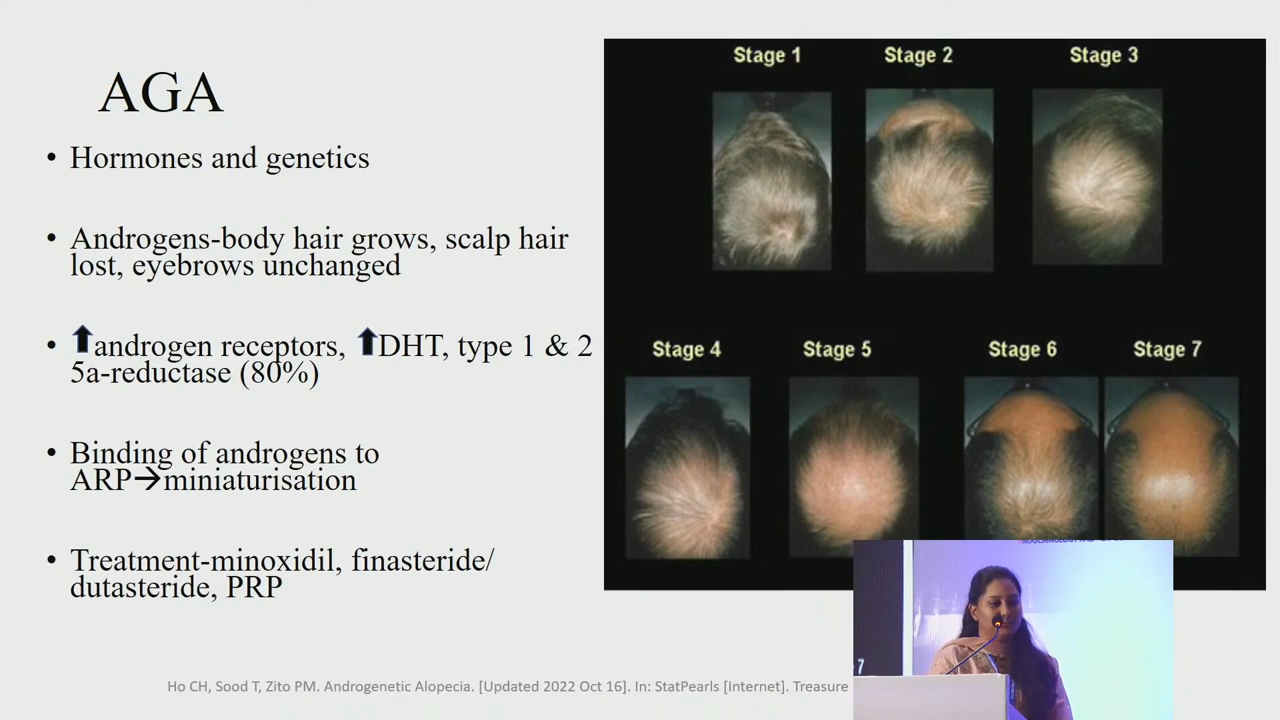 AGA
• Hormones and genetics
• Androgens-body hair grows, scalp hair
lost, eyebrows unchanged
• ⬆androgen receptors, ⬆DHT, type 1 & 2
5a-reductase (80%)
• Binding of androgens to
ARP→miniaturisation
• Treatment-minoxidil, finasteride/
dutasteride, PRP
Stage 1 Stage 2 Stage 3
Stage 4 Stage 5 Stage 6 Stage 7
Ho CH, Sood T, Zito PM. Androgenetic Alopecia. [Updated 2022 Oct 16]. In: StatPearls [Internet]. Treasure
7